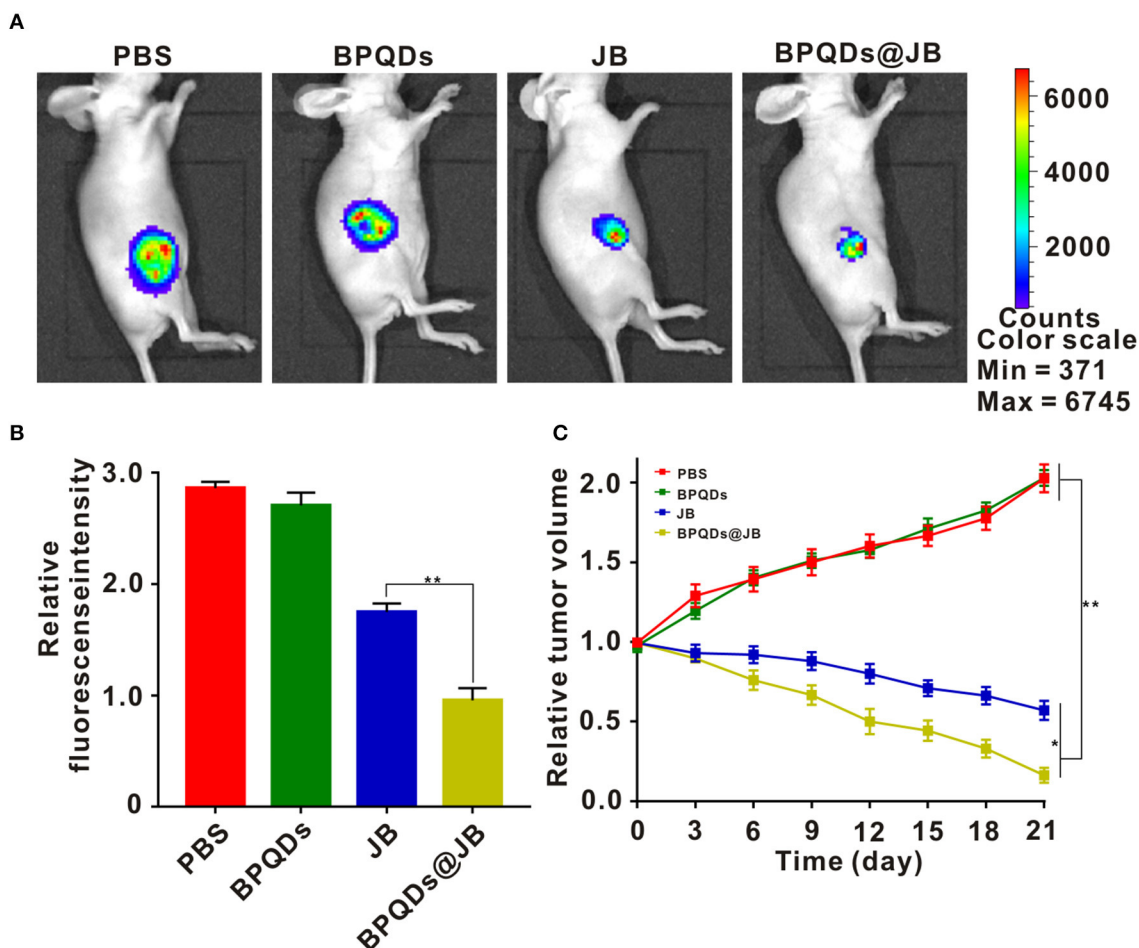 A
PBS
BPQDs
JB
BPQDs@JB
6000
4000
2000
Counts
Color scale
Min = 371
Max = 6745
B
Relative
fluorescenseintensity
3.0
2.0
1.0
0
**
PBS
BPQDs
JB
BPQDs@JB
C
Relative tumor volume
2.0
1.5
1.0
0.5
0.0
PBS
BPQDs
JB
BPQDs@JB
**
*
0 3 6 9 12 15 18 21
Time (day)